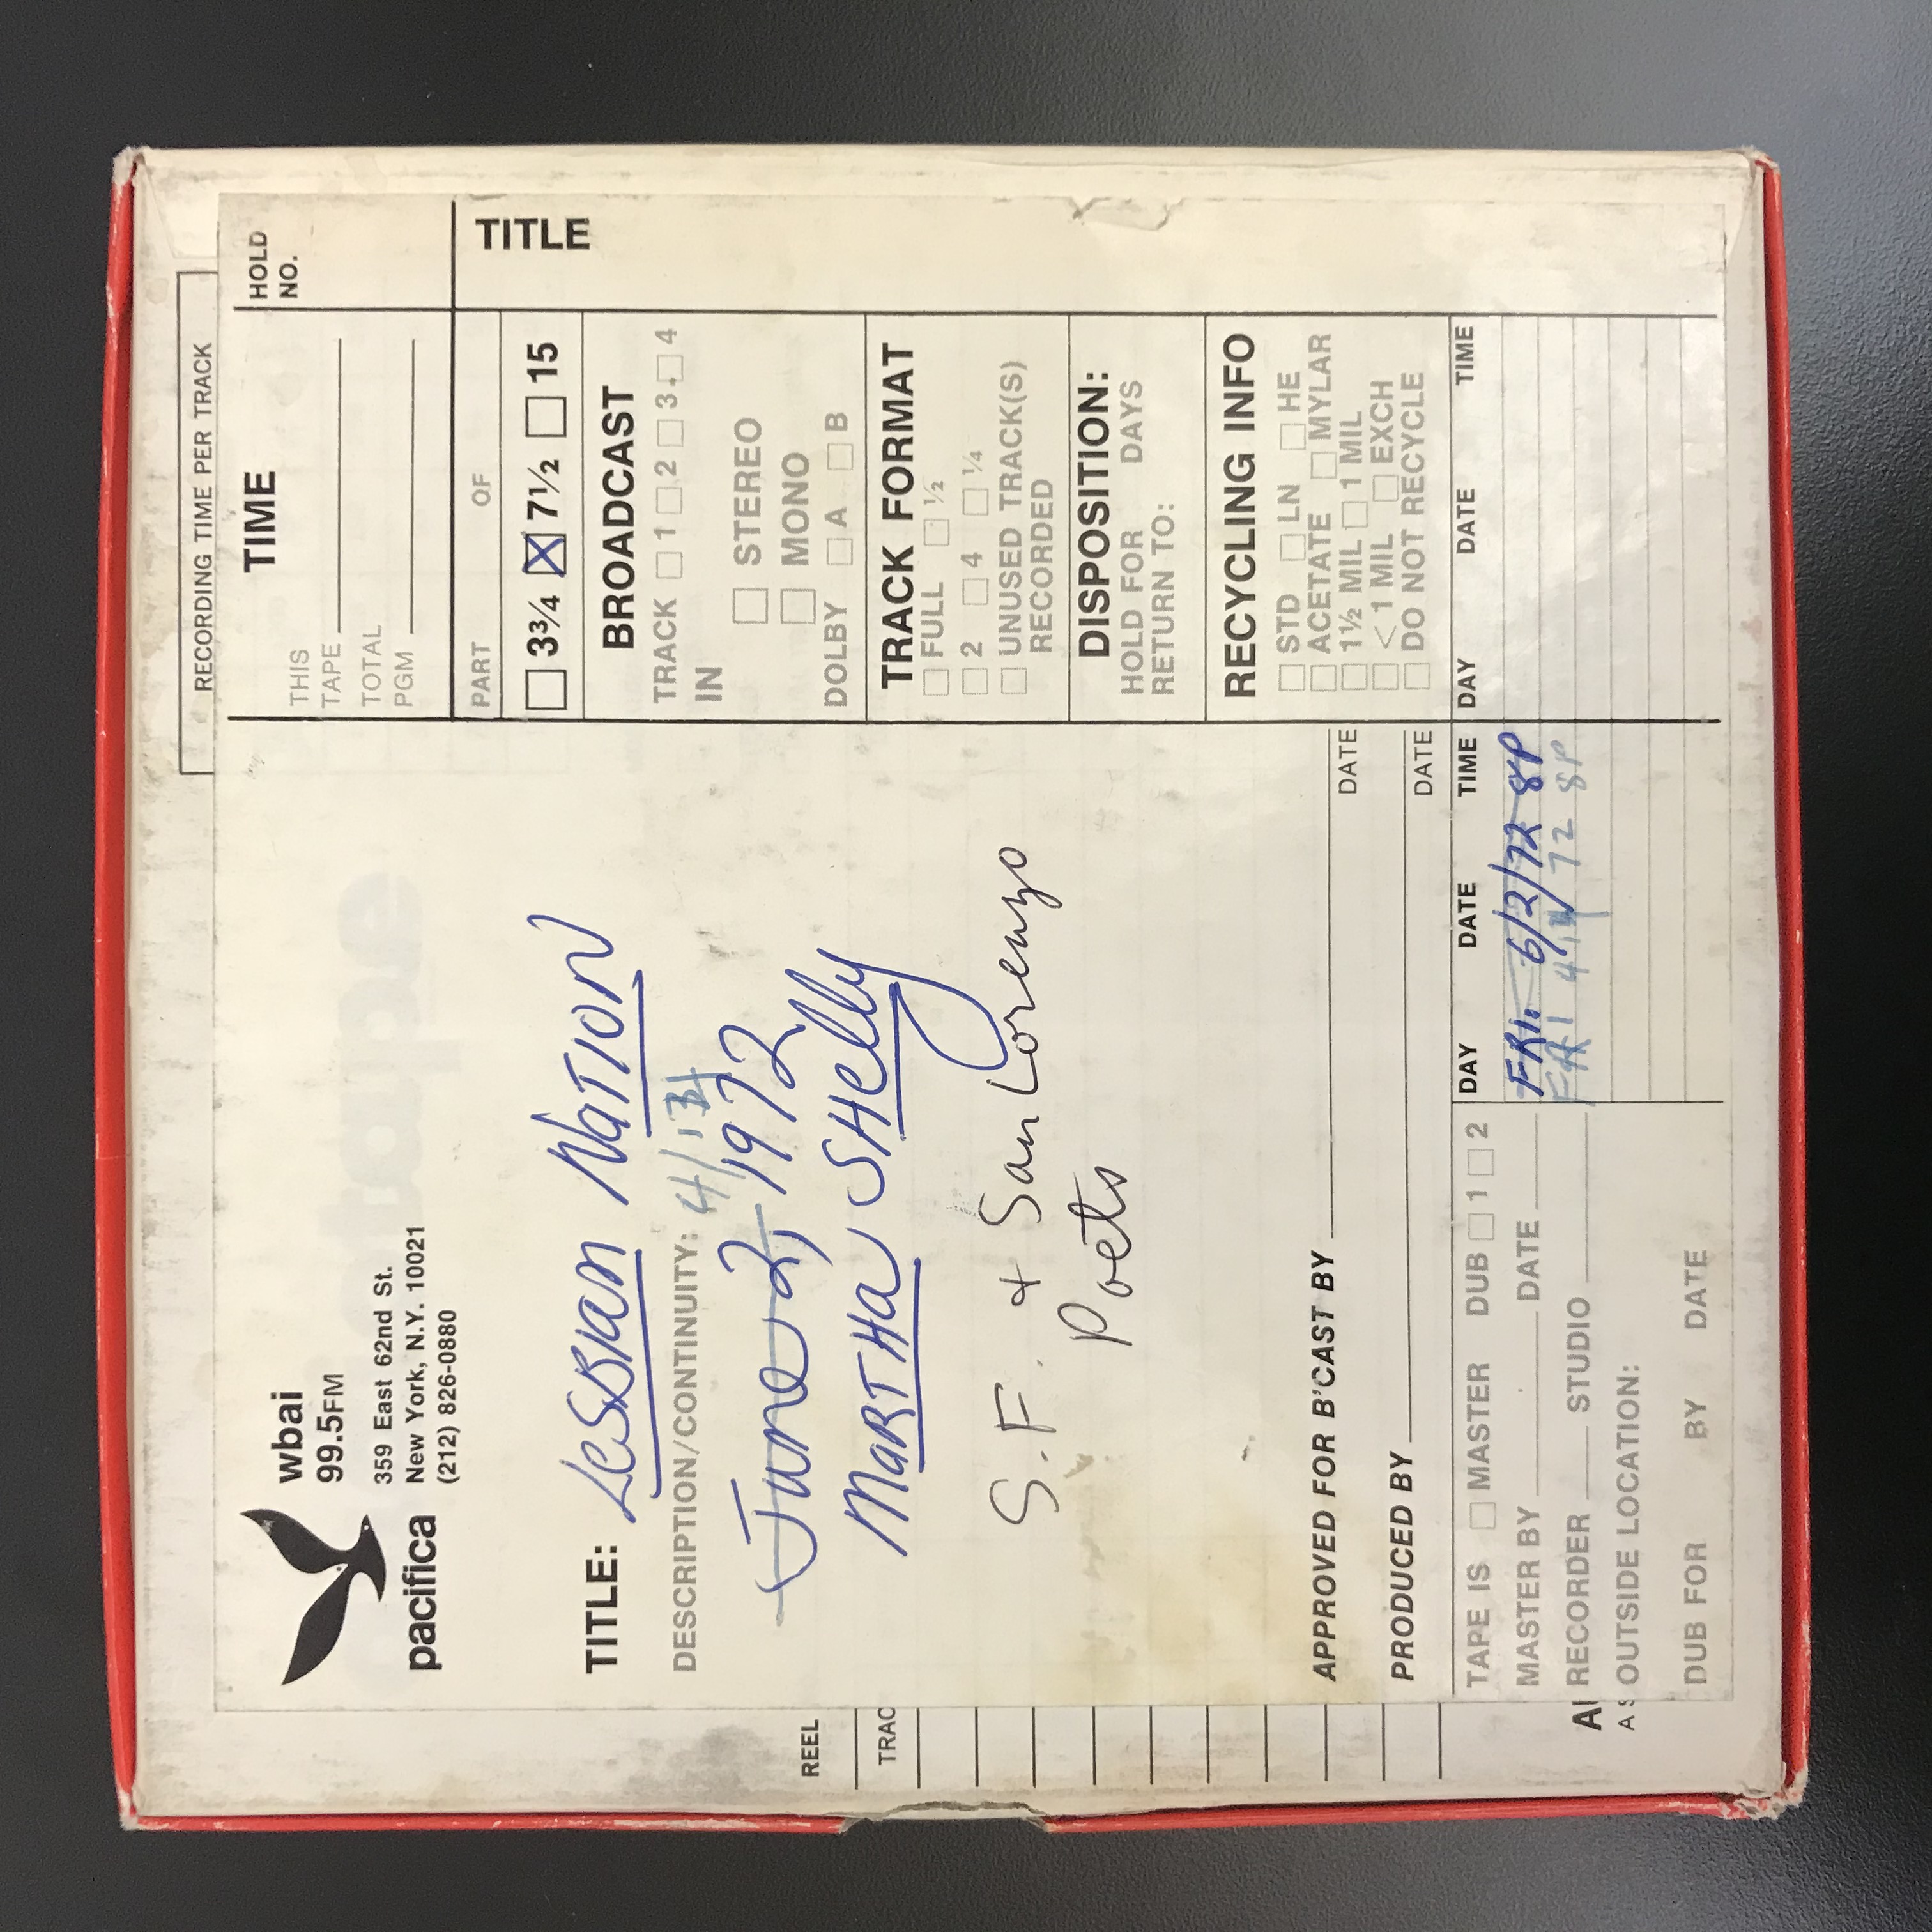 RECORDING TIME PER TRACK
wbai
99.5FM
359 East 62nd St.
pacifica New York, N.Y. 10021
(212) 826-0880
TITLE: LeSBIan NaTION
DESCRIPTION/CONTINUITY:
June 2, 1972
MaRTHa SHelly
S.F. + San Lorenzo
Poets
APPROVED FOR B'CAST BY DATE
PRODUCED BY DATE
TIME
THIS
TAPE
TOTAL
PGM
HOLD
NO.
TITLE
PART OF
3¾ 7½ 15
BROADCAST
TRACK 1 2 3 4
IN
STEREO
MONO
DOLBY A B
TRACK FORMAT
FULL ½
2 4 ¼
UNUSED TRACK(S)
RECORDED
DISPOSITION:
HOLD FOR DAYS
RETURN TO:
RECYCLING INFO
STD LN HE
ACETATE MYLAR
1½ MIL 1 MIL
<1 MIL EXCH
DO NOT RECYCLE
TAPE IS MASTER DUB 1 2
MASTER BY DATE
RECORDER STUDIO
OUTSIDE LOCATION:
DUB FOR BY DATE
DAY DATE TIME DAY DATE TIME
FRI. 6/2/72 8P
FRI 72 8P
REEL